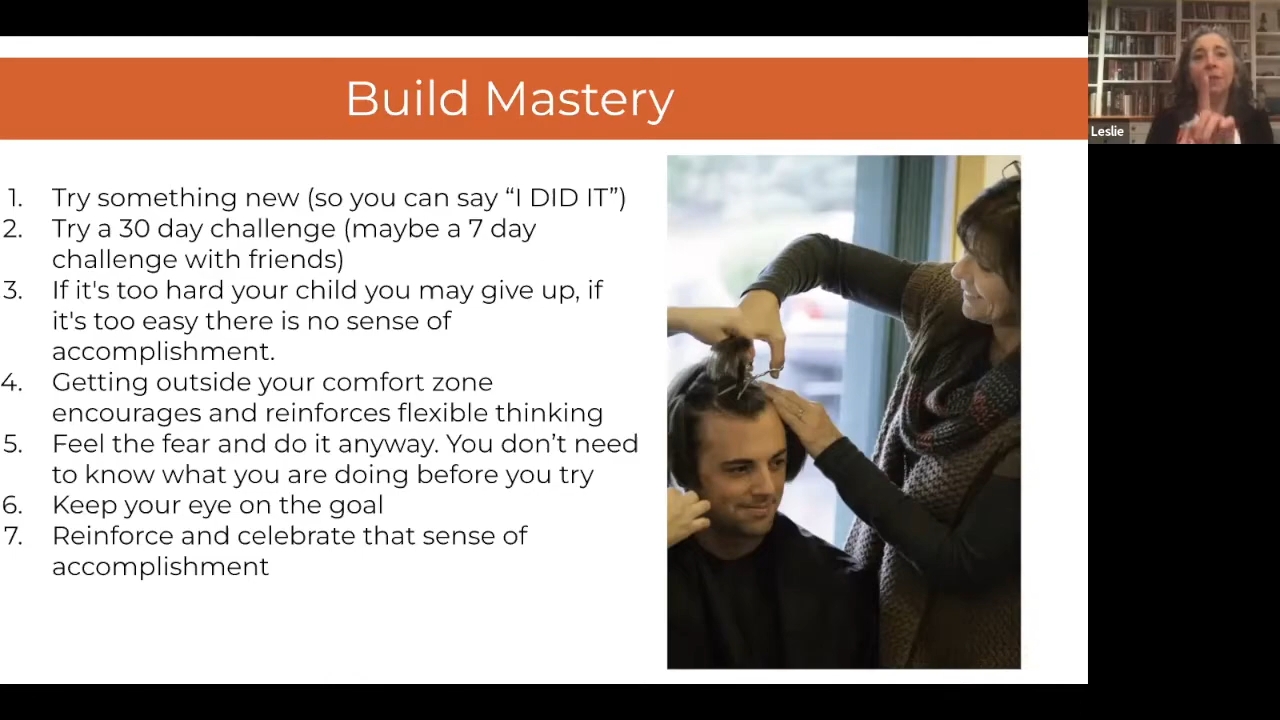 Build Mastery
1. Try something new (so you can say “I DID IT”)
2. Try a 30 day challenge (maybe a 7 day
challenge with friends)
3. If it's too hard your child you may give up, if
it's too easy there is no sense of
accomplishment.
4. Getting outside your comfort zone
encourages and reinforces flexible thinking
5. Feel the fear and do it anyway. You don’t need
to know what you are doing before you try
6. Keep your eye on the goal
7. Reinforce and celebrate that sense of
accomplishment
Leslie